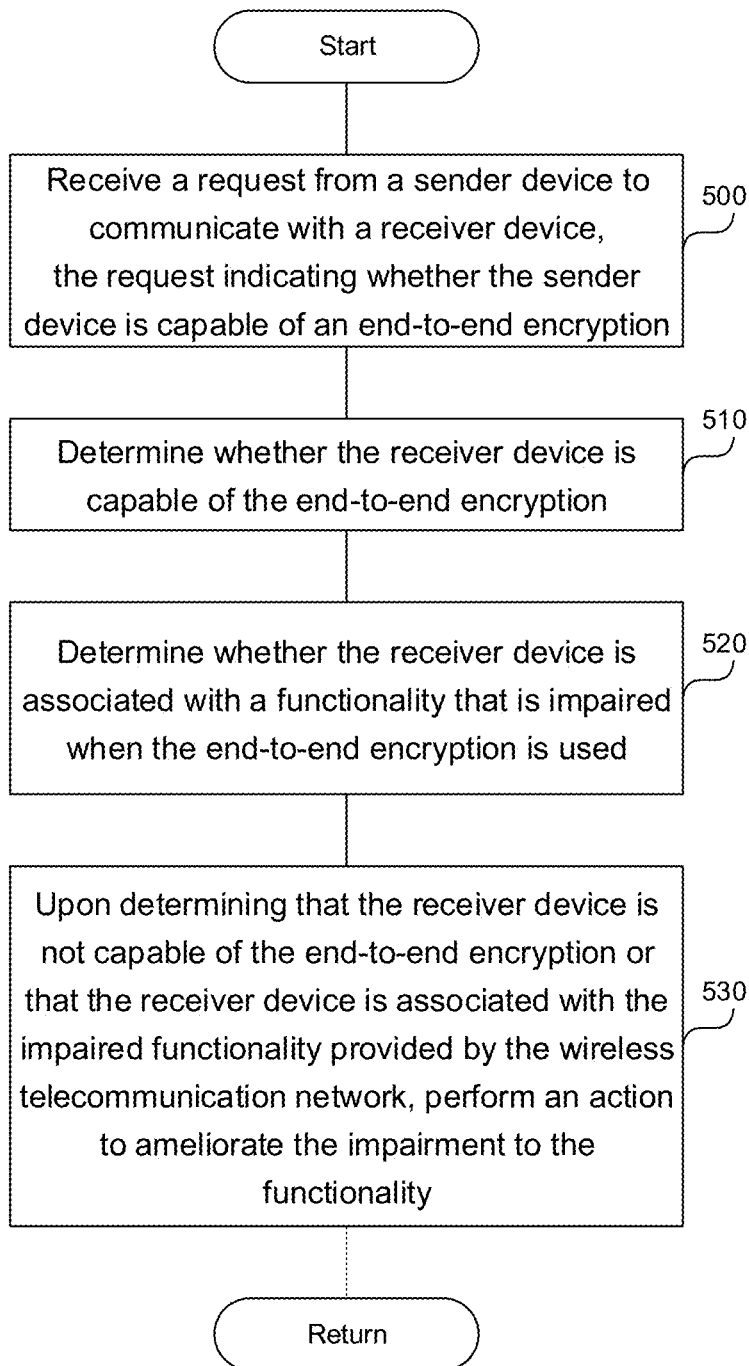 Start
Receive a request from a sender device to
communicate with a receiver device,
the request indicating whether the sender
device is capable of an end-to-end encryption
500
Determine whether the receiver device is
capable of the end-to-end encryption
510
Determine whether the receiver device is
associated with a functionality that is impaired
when the end-to-end encryption is used
520
Upon determining that the receiver device is
not capable of the end-to-end encryption or
that the receiver device is associated with the
impaired functionality provided by the wireless
telecommunication network, perform an action
to ameliorate the impairment to the
functionality
530
Return